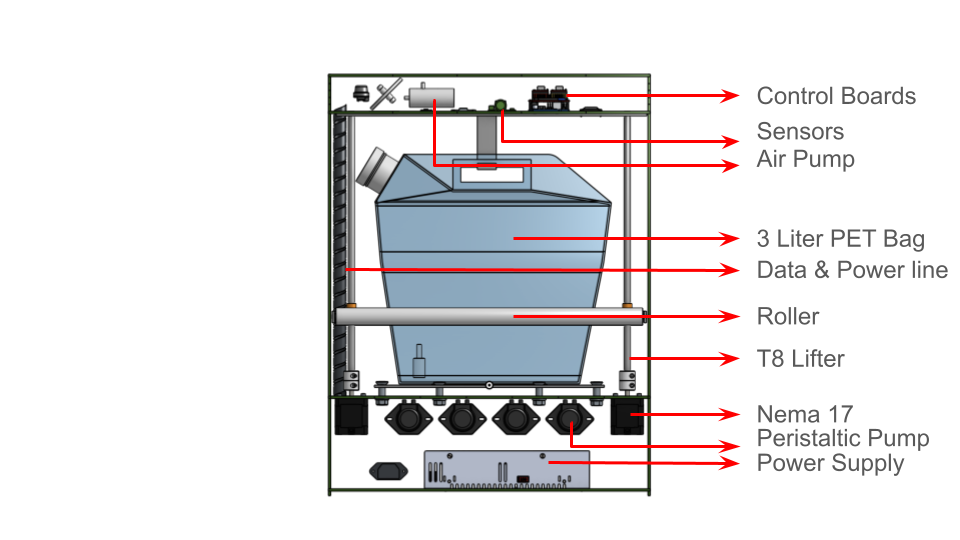 Control Boards
Sensors
Air Pump
3 Liter PET Bag
Data & Power line
Roller
T8 Lifter
Nema 17
Peristaltic Pump
Power Supply